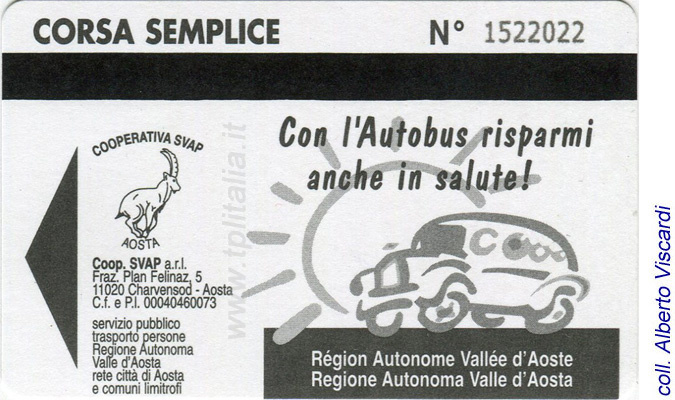 CORSA SEMPLICE
N° 1522022
COOPERATIVA SVAP
AOSTA
Coop. SVAP a.r.l.
Fraz. Plan Felinaz, 5
11020 Charvensod - Aosta
C.f. e P.I. 00040460073
servizio pubblico
trasporto persone
Regione Autonoma
Valle d'Aosta
rete città di Aosta
e comuni limitrofi
www.tplitalia.it
Con l'Autobus risparmi
anche in salute!
Région Autonome Vallée d'Aoste
Regione Autonoma Valle d'Aosta
coll. Alberto Viscardi